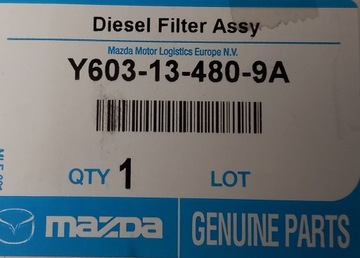 Diesel Filter Assy
Mazda Motor Logistics Europe N.V.
Y603-13-480-9A
QTY 1 LOT
mazda GENUINE PARTS